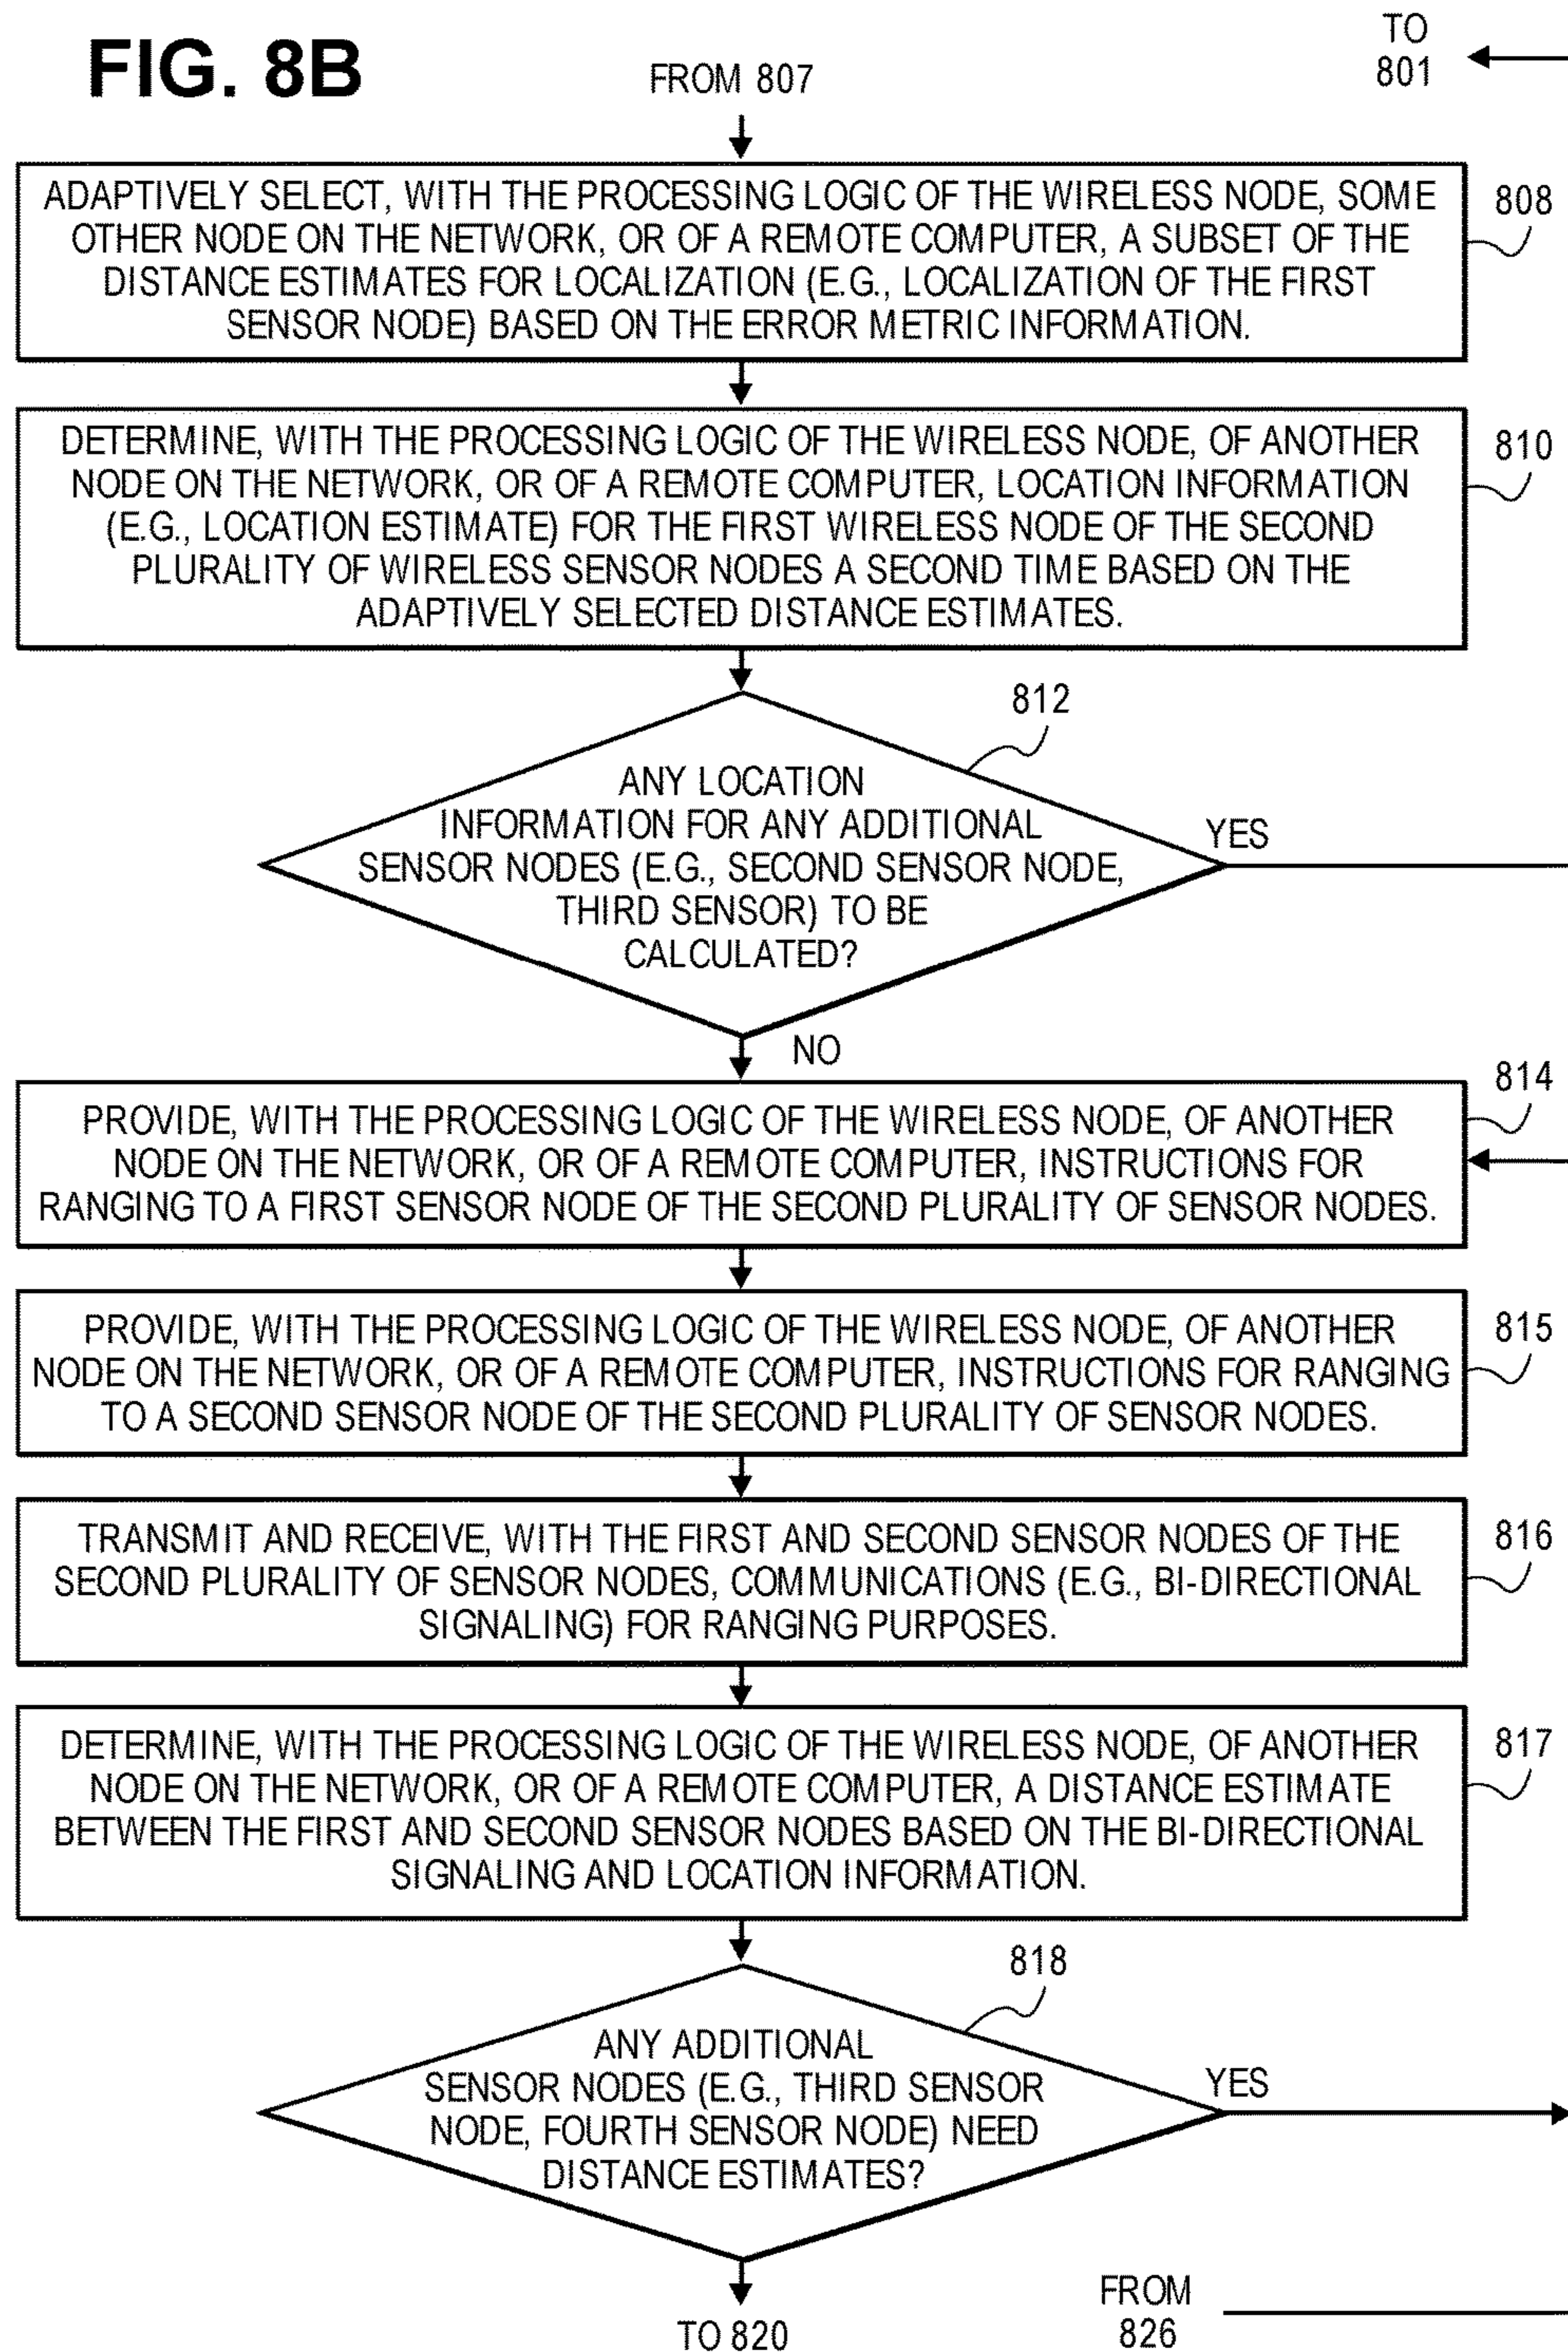 FIG. 8B
FROM 807
TO
801
ADAPTIVELY SELECT, WITH THE PROCESSING LOGIC OF THE WIRELESS NODE, SOME
OTHER NODE ON THE NETWORK, OR OF A REMOTE COMPUTER, A SUBSET OF THE
DISTANCE ESTIMATES FOR LOCALIZATION (E.G., LOCALIZATION OF THE FIRST
SENSOR NODE) BASED ON THE ERROR METRIC INFORMATION.
808
DETERMINE, WITH THE PROCESSING LOGIC OF THE WIRELESS NODE, OF ANOTHER
NODE ON THE NETWORK, OR OF A REMOTE COMPUTER, LOCATION INFORMATION
(E.G., LOCATION ESTIMATE) FOR THE FIRST WIRELESS NODE OF THE SECOND
PLURALITY OF WIRELESS SENSOR NODES A SECOND TIME BASED ON THE
ADAPTIVELY SELECTED DISTANCE ESTIMATES.
810
812
ANY LOCATION
INFORMATION FOR ANY ADDITIONAL
SENSOR NODES (E.G., SECOND SENSOR NODE,
THIRD SENSOR) TO BE
CALCULATED?
YES
NO
PROVIDE, WITH THE PROCESSING LOGIC OF THE WIRELESS NODE, OF ANOTHER
NODE ON THE NETWORK, OR OF A REMOTE COMPUTER, INSTRUCTIONS FOR
RANGING TO A FIRST SENSOR NODE OF THE SECOND PLURALITY OF SENSOR NODES.
814
PROVIDE, WITH THE PROCESSING LOGIC OF THE WIRELESS NODE, OF ANOTHER
NODE ON THE NETWORK, OR OF A REMOTE COMPUTER, INSTRUCTIONS FOR RANGING
TO A SECOND SENSOR NODE OF THE SECOND PLURALITY OF SENSOR NODES.
815
TRANSMIT AND RECEIVE, WITH THE FIRST AND SECOND SENSOR NODES OF THE
SECOND PLURALITY OF SENSOR NODES, COMMUNICATIONS (E.G., BI-DIRECTIONAL
SIGNALING) FOR RANGING PURPOSES.
816
DETERMINE, WITH THE PROCESSING LOGIC OF THE WIRELESS NODE, OF ANOTHER
NODE ON THE NETWORK, OR OF A REMOTE COMPUTER, A DISTANCE ESTIMATE
BETWEEN THE FIRST AND SECOND SENSOR NODES BASED ON THE BI-DIRECTIONAL
SIGNALING AND LOCATION INFORMATION.
817
818
ANY ADDITIONAL
SENSOR NODES (E.G., THIRD SENSOR
NODE, FOURTH SENSOR NODE) NEED
DISTANCE ESTIMATES?
YES
TO 820
FROM
826